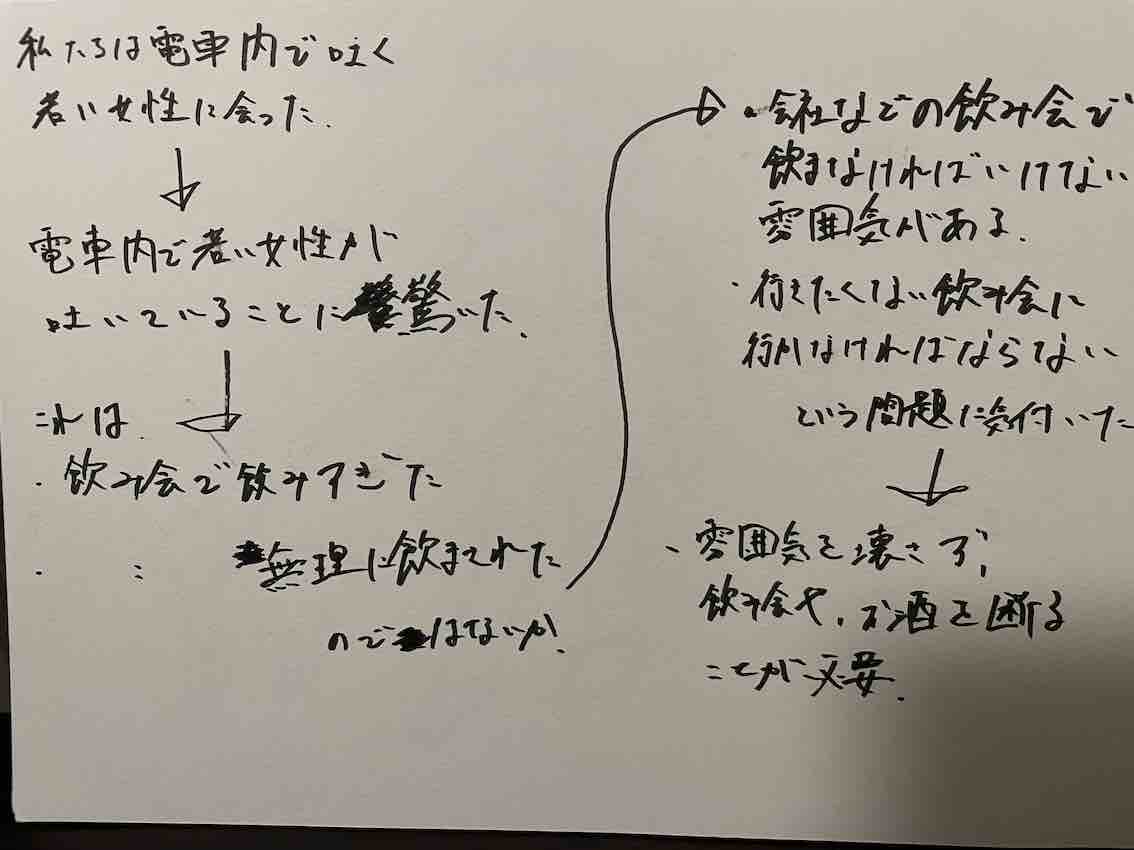 私たちは電車内で吐く
若い女性に会った.
電車内で若い女性が
吐いていることに驚いた.
これは.
・飲み会で飲みすぎた
・ : 無理に飲まされた
のではないか.
・会社などの飲み会で
飲まなければいけない
雰囲気がある.
・行きたくない飲み会に
行かなければならない
という問題に気付いた
、雰囲気を壊さず,
飲み会や,お酒を断る
ことが必要.